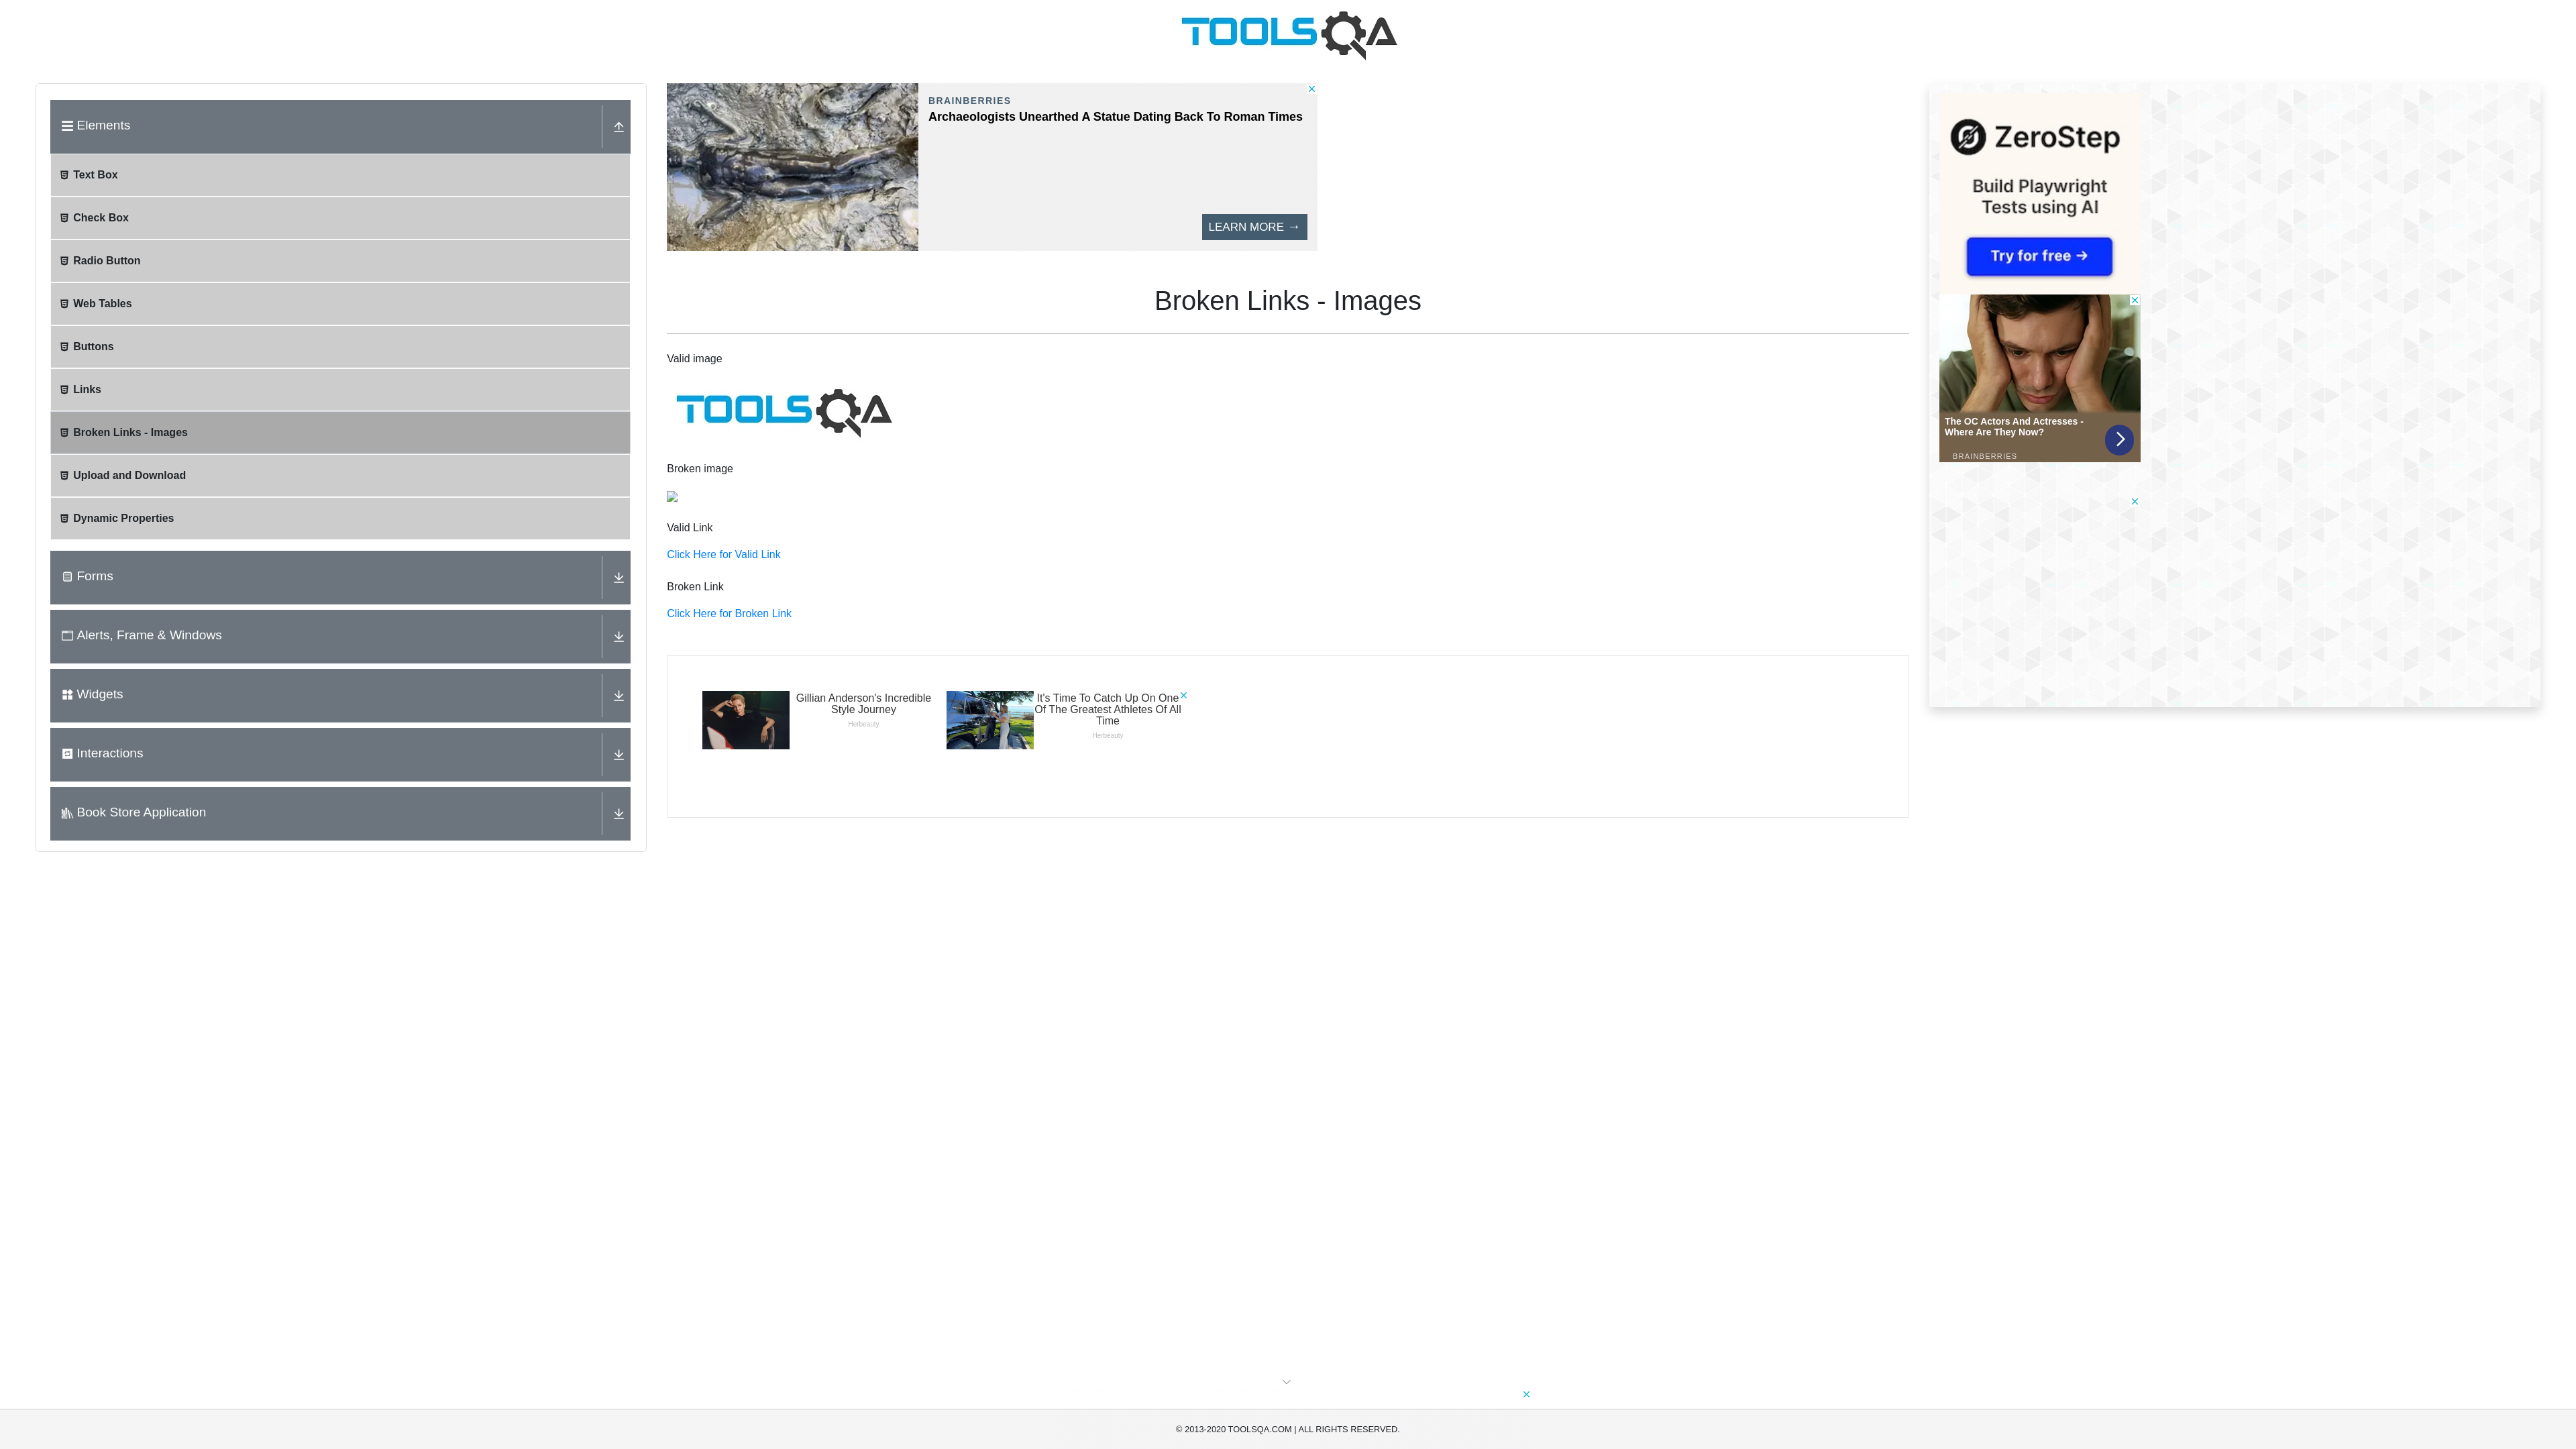 TOOLSQA
Elements
Text Box
Check Box
Radio Button
Web Tables
Buttons
Links
Broken Links - Images
Upload and Download
Dynamic Properties
Forms
Alerts, Frame & Windows
Widgets
Interactions
Book Store Application
BRAINBERRIES
Archaeologists Unearthed A Statue Dating Back To Roman Times
LEARN MORE →
Broken Links - Images
Valid image
TOOLSQA
Broken image
Valid Link
Click Here for Valid Link
Broken Link
Click Here for Broken Link
Gillian Anderson's Incredible
Style Journey
Herbeauty
It's Time To Catch Up On One
Of The Greatest Athletes Of All
Time
Herbeauty
ZeroStep
Build Playwright
Tests using AI
Try for free →
The OC Actors And Actresses -
Where Are They Now?
BRAINBERRIES
© 2013-2020 TOOLSQA.COM | ALL RIGHTS RESERVED.